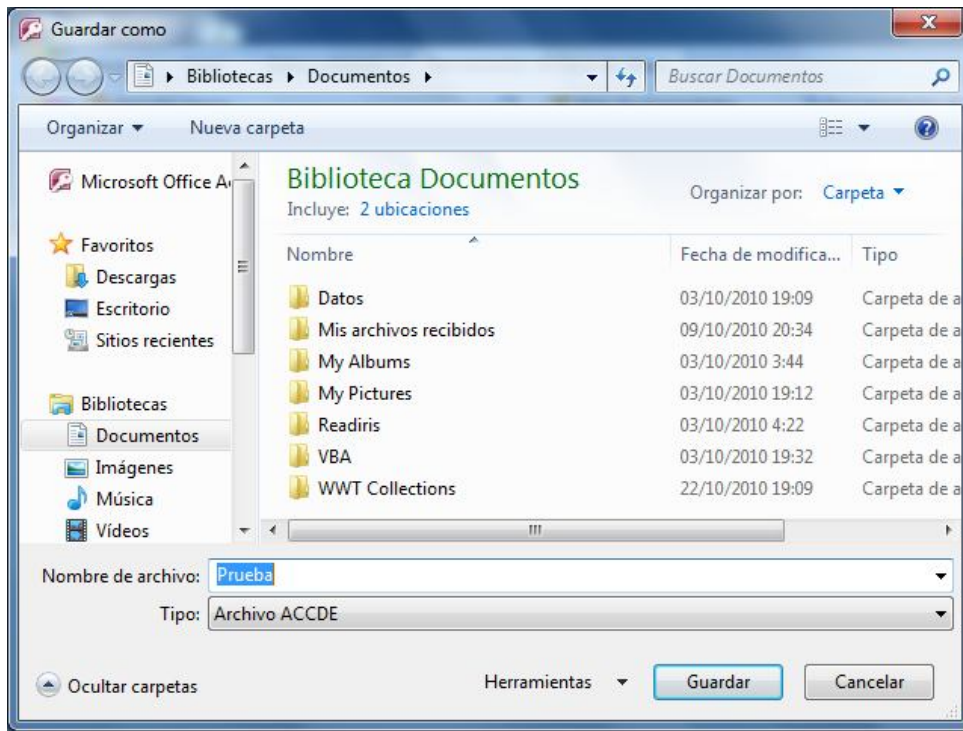 Guardar como
Bibliotecas Documentos
Buscar Documentos
Organizar Nueva carpeta
Microsoft Office A
Favoritos
Descargas
Escritorio
Sitios recientes
Bibliotecas
Documentos
Imágenes
Música
Vídeos
Biblioteca Documentos
Incluye: 2 ubicaciones
Organizar por: Carpeta
Nombre Fecha de modifica... Tipo
Datos 03/10/2010 19:09 Carpeta de a
Mis archivos recibidos 09/10/2010 20:34 Carpeta de a
My Albums 03/10/2010 3:44 Carpeta de a
My Pictures 03/10/2010 19:12 Carpeta de a
Readiris 03/10/2010 4:22 Carpeta de a
VBA 03/10/2010 19:32 Carpeta de a
WWT Collections 22/10/2010 19:09 Carpeta de a
Nombre de archivo: Prueba
Tipo: Archivo ACCDE
Ocultar carpetas Herramientas Guardar Cancelar